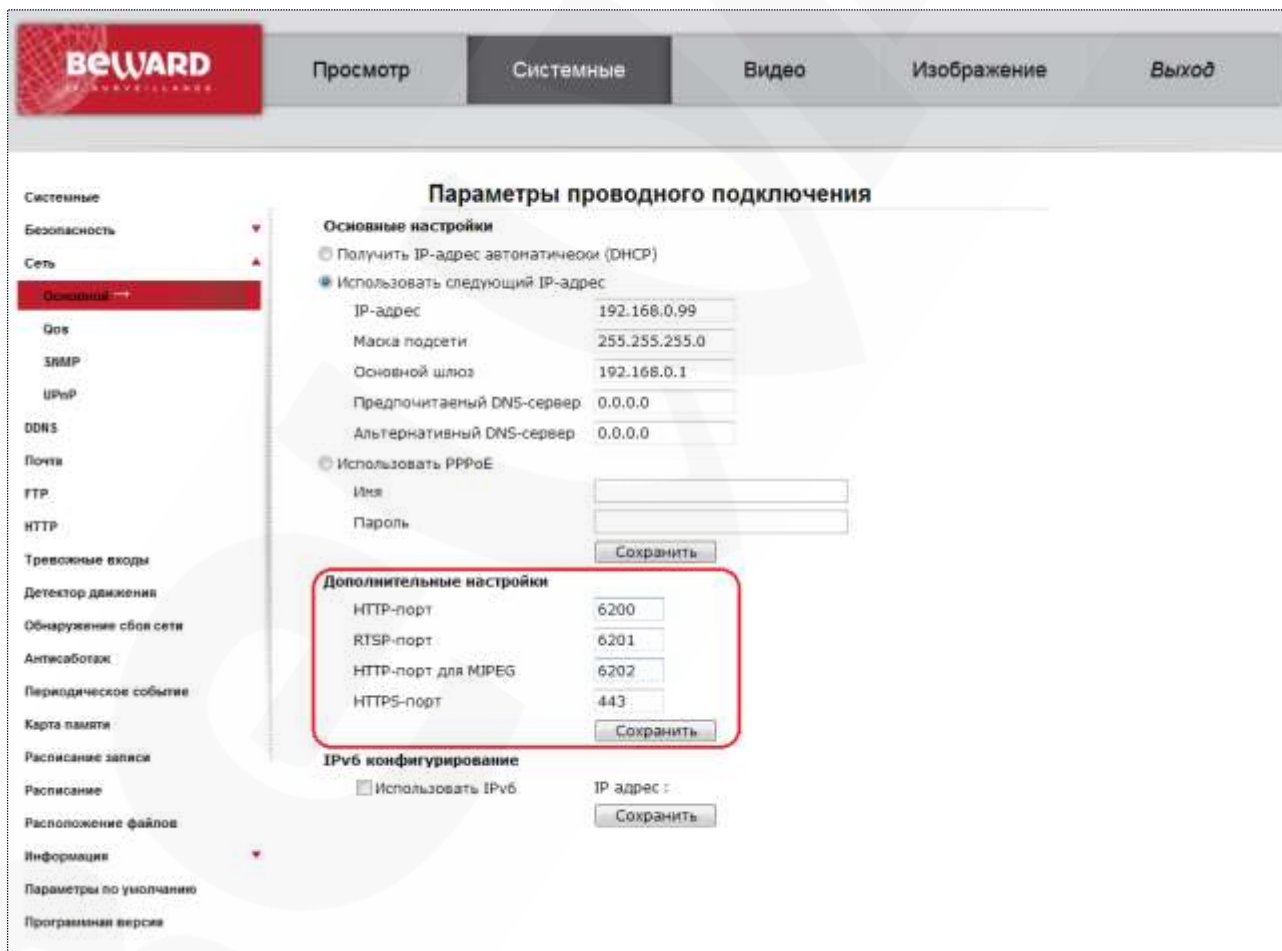 BEWARD
IP SURVEILLANCE
Просмотр
Системные
Видео
Изображение
Выход
Системные
Безопасность
Сеть
Основной →
Qos
SNMP
UPnP
DDNS
Почта
FTP
HTTP
Тревожные входы
Детектор движения
Обнаружение сбоя сети
Антисаботаж
Периодическое событие
Карта памяти
Расписание записи
Расписание
Расположение файлов
Информация
Параметры по умолчанию
Программная версия
Параметры проводного подключения
Основные настройки
Получить IP-адрес автоматически (DHCP)
Использовать следующий IP-адрес
IP-адрес 192.168.0.99
Маска подсети 255.255.255.0
Основной шлюз 192.168.0.1
Предпочитаемый DNS-сервер 0.0.0.0
Альтернативный DNS-сервер 0.0.0.0
Использовать PPPoE
Имя
Пароль
Сохранить
Дополнительные настройки
HTTP-порт 6200
RTSP-порт 6201
HTTP-порт для MJPEG 6202
HTTPS-порт 443
Сохранить
IPv6 конфигурирование
Использовать IPv6 IP адрес :
Сохранить